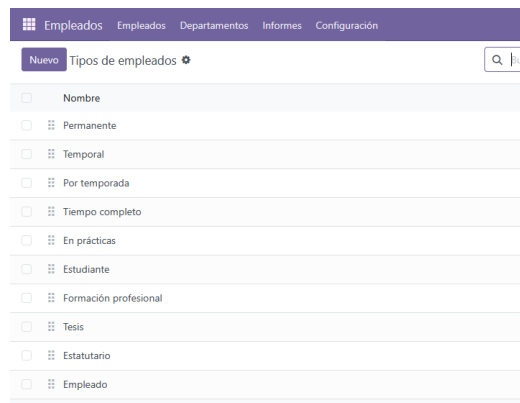 Empleados Empleados Departamentos Informes Configuración
Nuevo Tipos de empleados
Nombre
Permanente
Temporal
Por temporada
Tiempo completo
En prácticas
Estudiante
Formación profesional
Tesis
Estatutario
Empleado